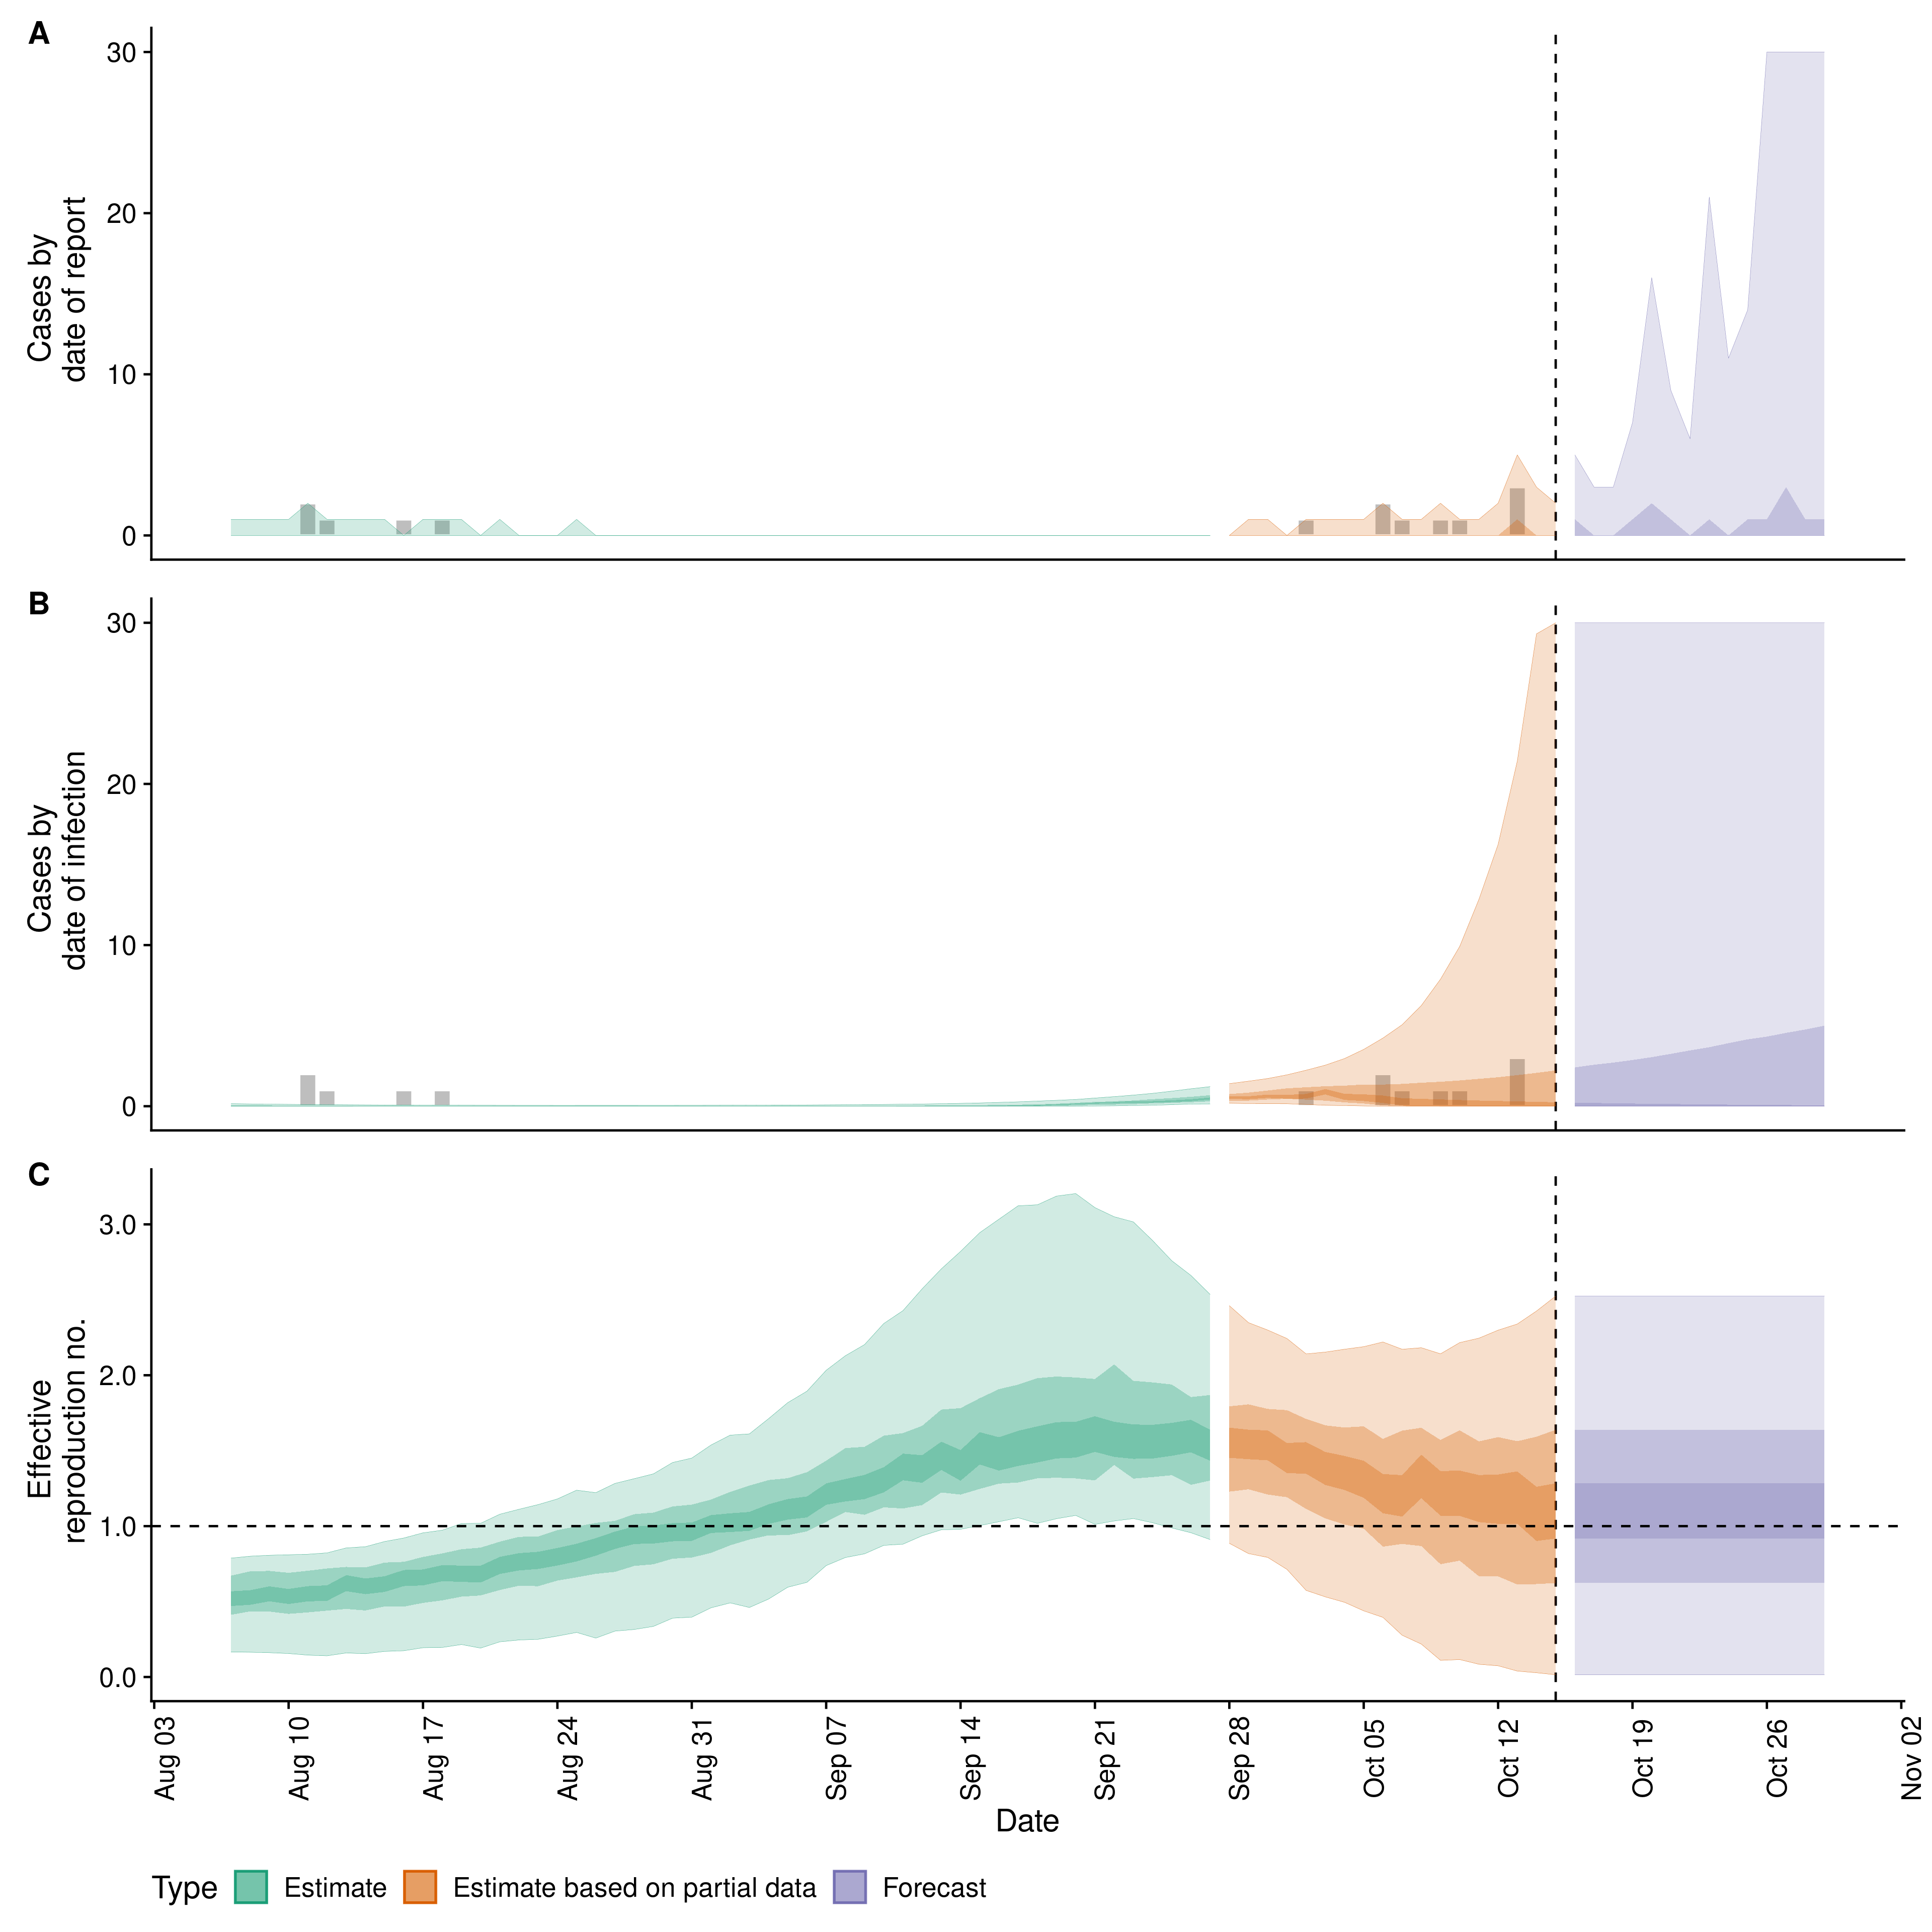 A
Cases by
date of report
30
20
10
0
B
Cases by
date of infection
30
20
10
0
C
Effective
reproduction no.
3.0
2.0
1.0
0.0
Aug 03
Aug 10
Aug 17
Aug 24
Aug 31
Sep 07
Sep 14
Sep 21
Sep 28
Oct 05
Oct 12
Oct 19
Oct 26
Nov 02
Date
Type Estimate Estimate based on partial data Forecast